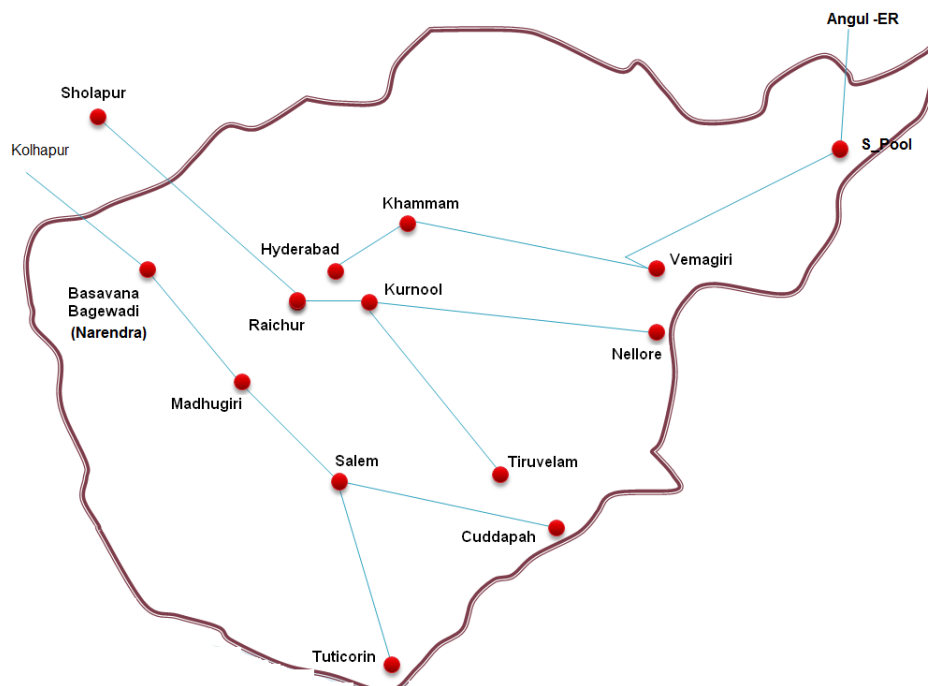 Angul -ER
Sholapur
S_Pool
Kolhapur
Khammam
Hyderabad
Vemagiri
Basavana
Bagewadi
(Narendra)
Kurnool
Raichur
Nellore
Madhugiri
Salem
Tiruvelam
Cuddapah
Tuticorin